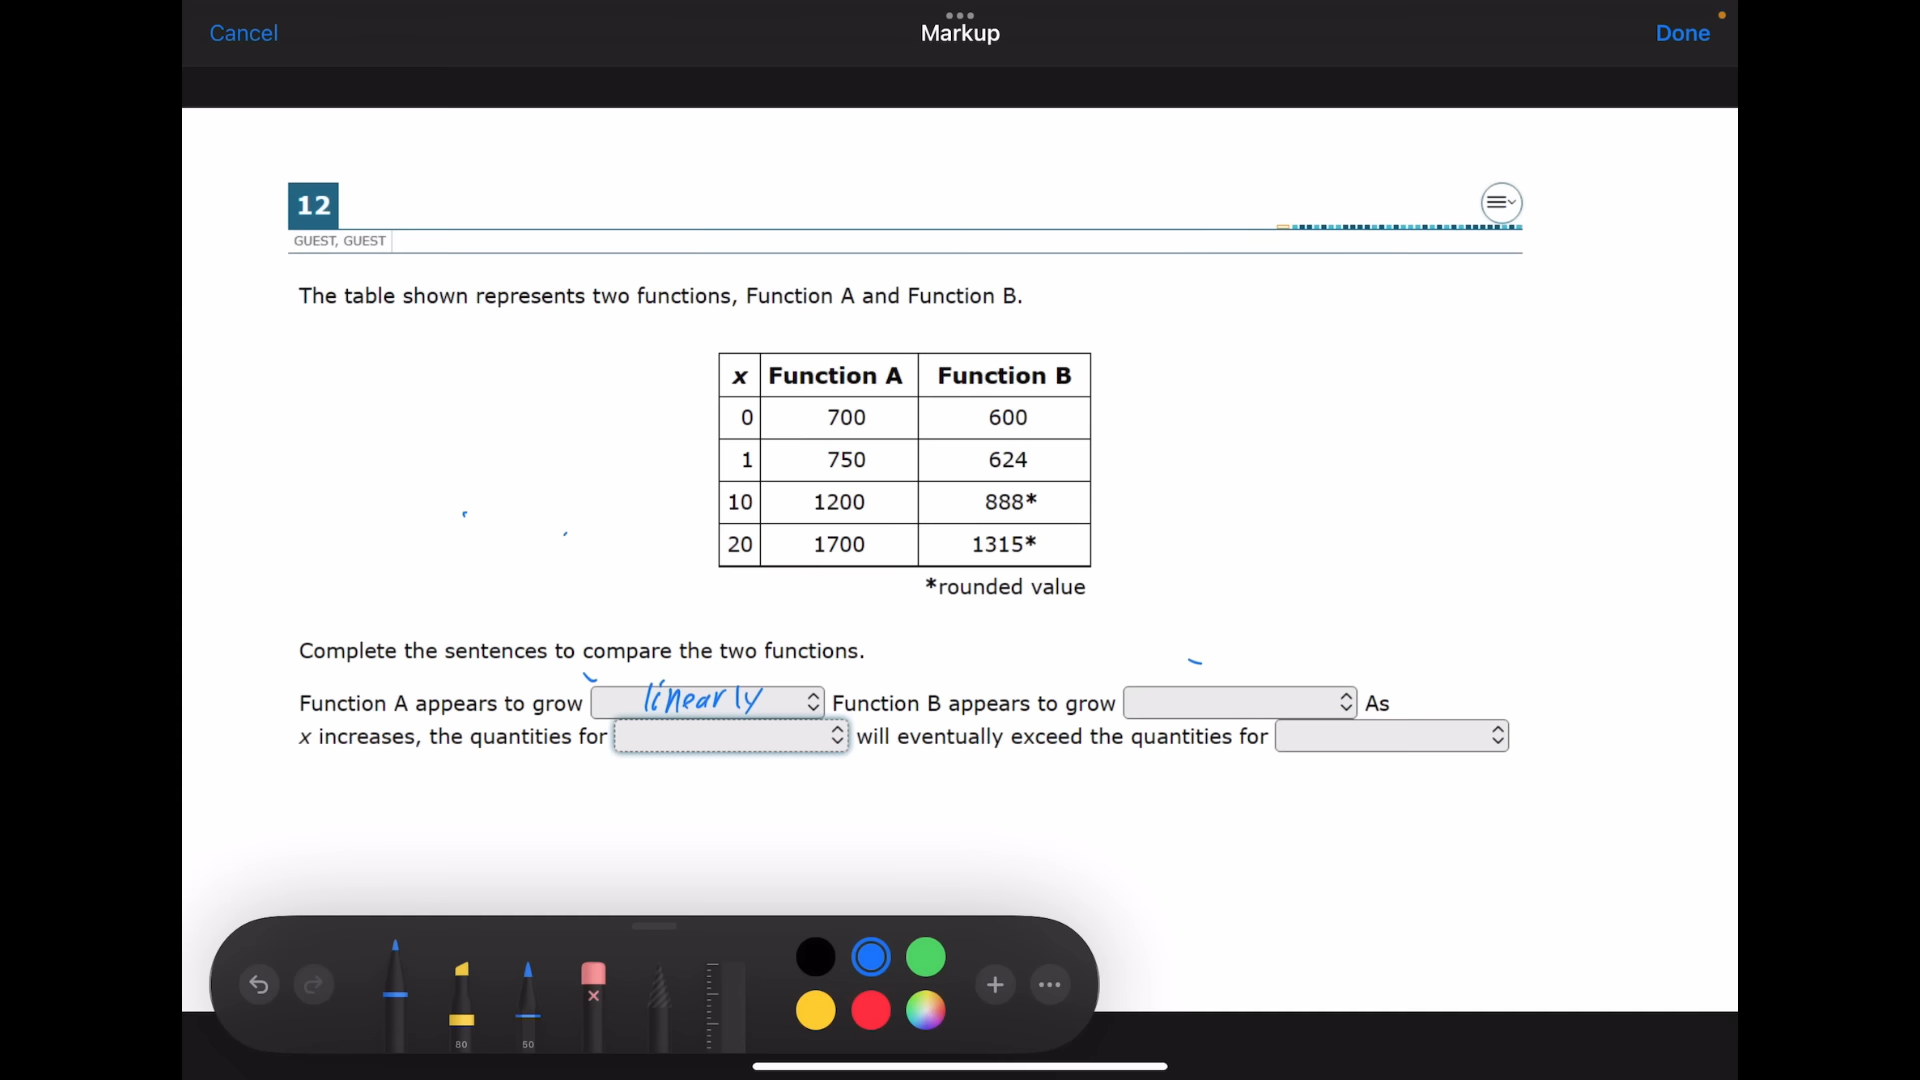 Cancel
Markup
Done
12
GUEST, GUEST
The table shown represents two functions, Function A and Function B.
x Function A Function B
0 700 600
1 750 624
10 1200 888*
20 1700 1315*
*rounded value
Complete the sentences to compare the two functions.
Function A appears to grow linearly Function B appears to grow As
x increases, the quantities for will eventually exceed the quantities for
80
50